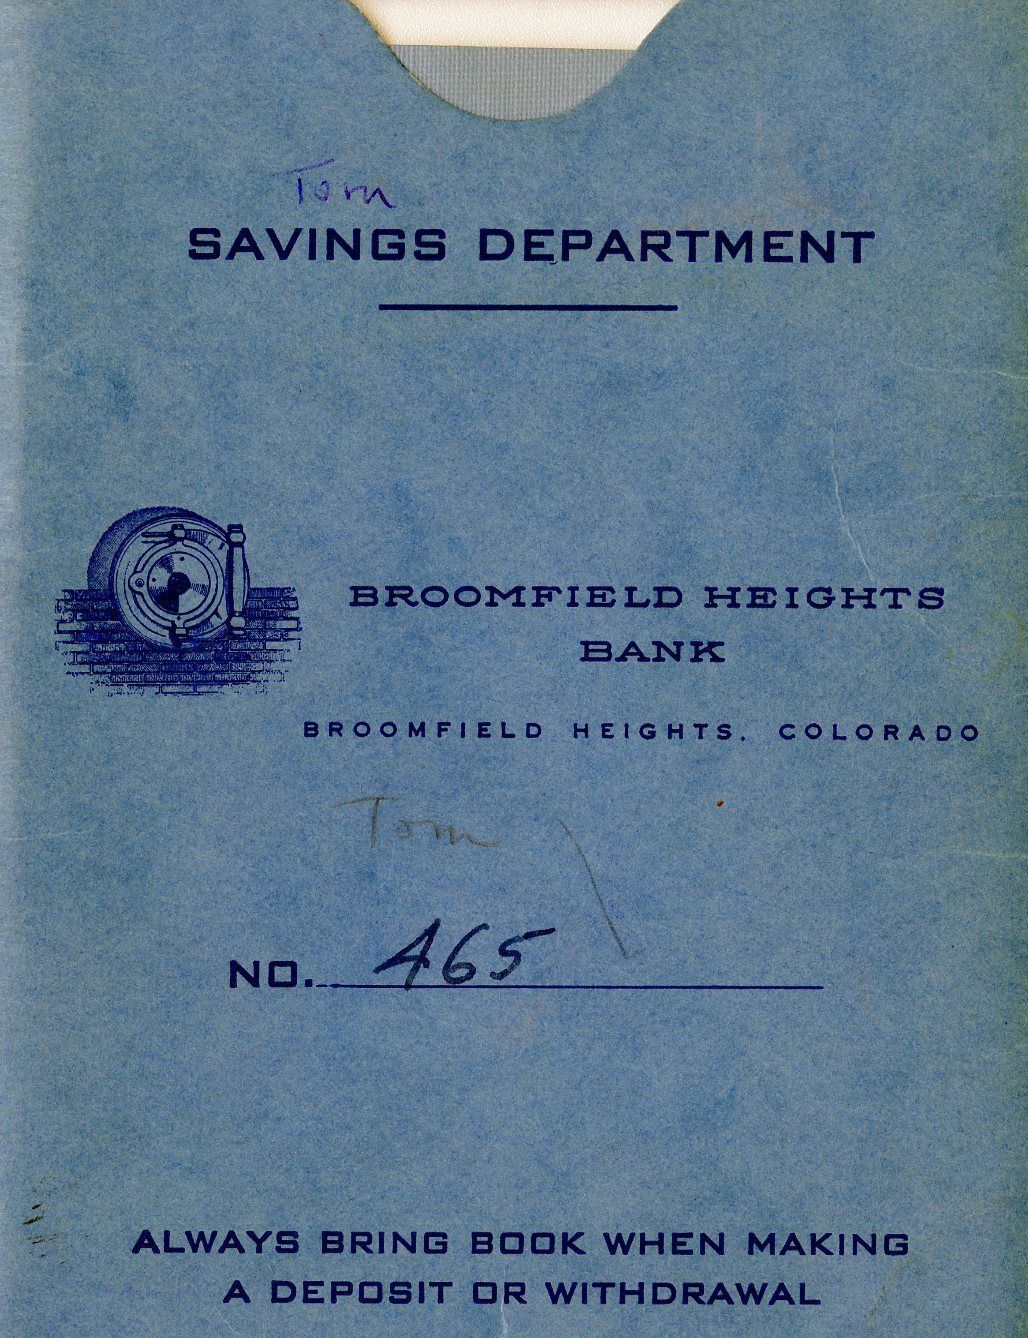 Tom
SAVINGS DEPARTMENT
BROOMFIELD HEIGHTS
BANK
BROOMFIELD HEIGHTS, COLORADO
Tom
NO. 465
ALWAYS BRING BOOK WHEN MAKING
A DEPOSIT OR WITHDRAWAL